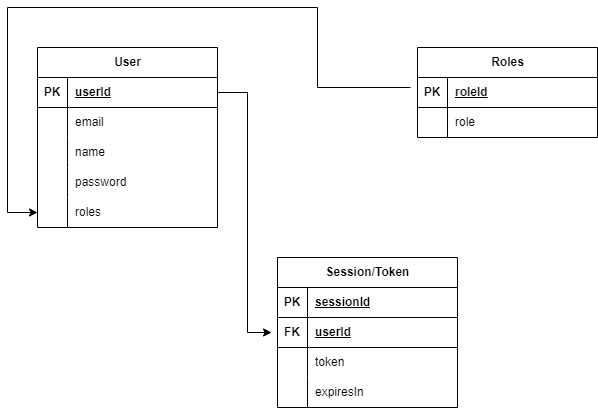 User
PK userId
email
name
password
roles
Roles
PK roleId
role
Session/Token
PK sessionId
FK userId
token
expiresIn